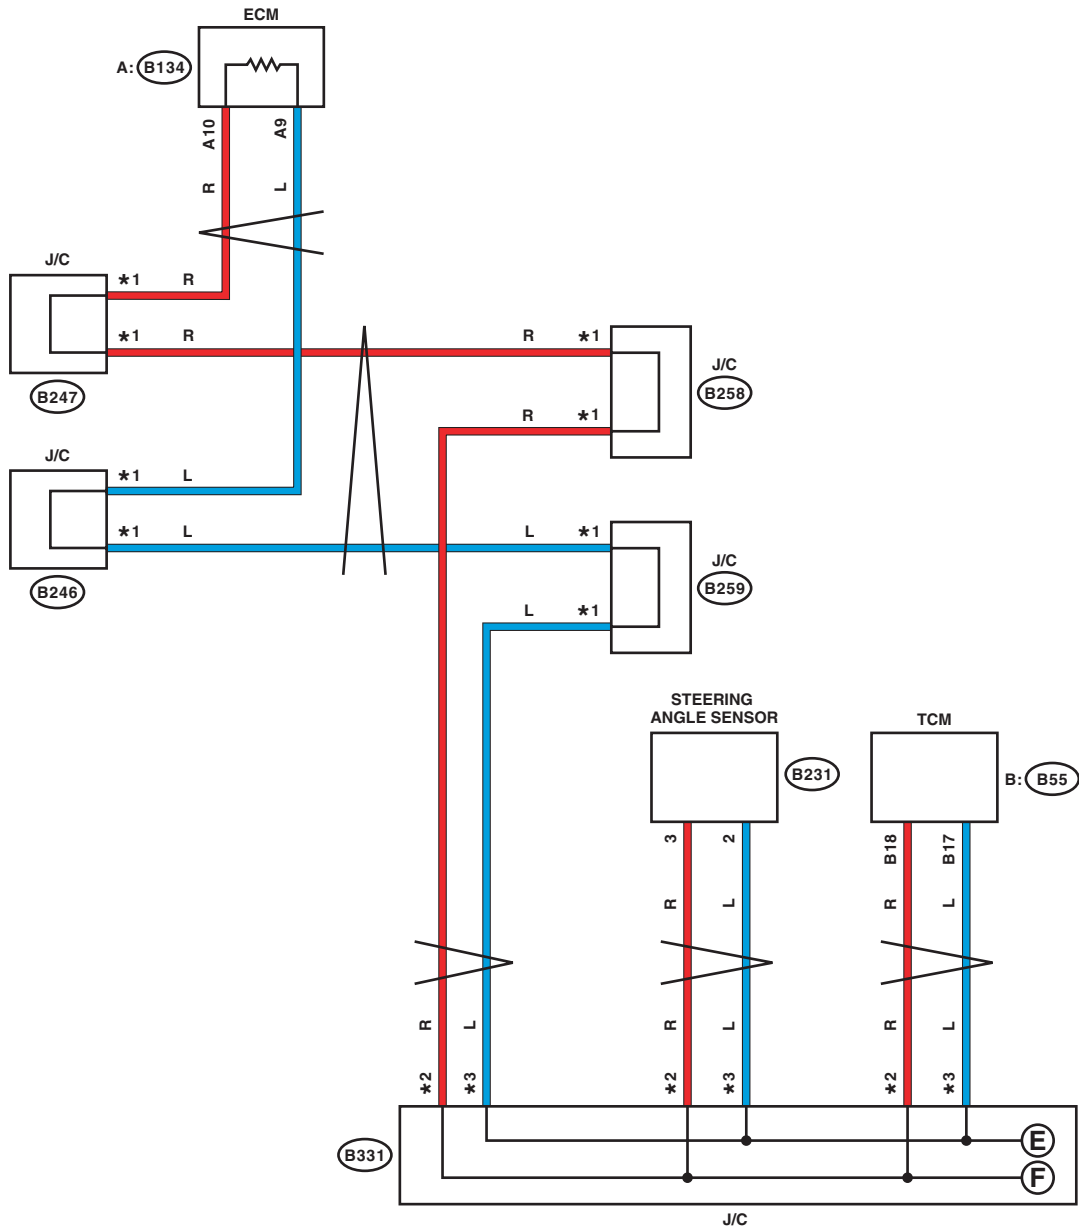 ECM
A: B134
A10
A9
R
L
J/C
*1 R
*1 R
R *1
J/C
B258
B247
R *1
J/C
*1 L
*1 L
L *1
J/C
B259
B246
L *1
STEERING
ANGLE SENSOR
TCM
B231
B: B55
3
2
B18
B17
R
L
R
L
R
L
R
L
R
L
*2
*3
*2
*3
*2
*3
B331
E
F
J/C